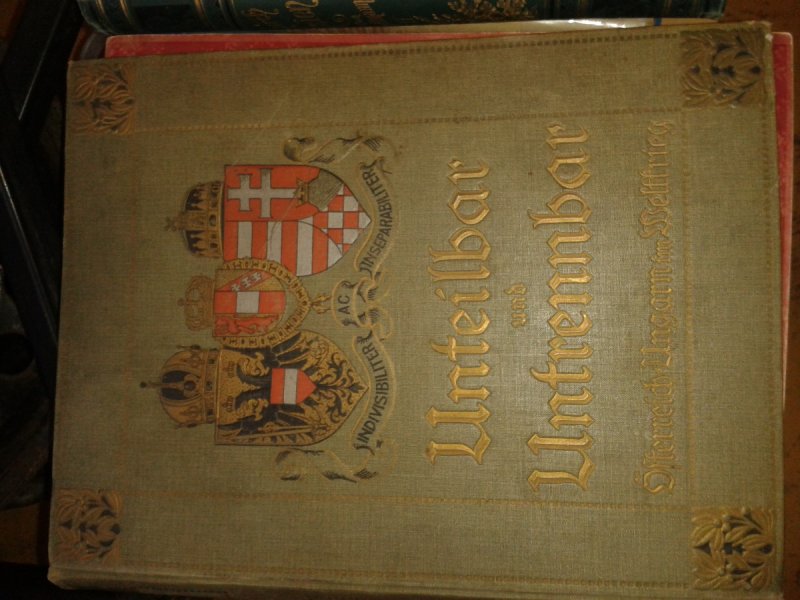 INDIVISIBILITER AC INSEPARABILITER
Unteilbar
und
Untrennbar
Österreich-Ungarn im Weltkrieg